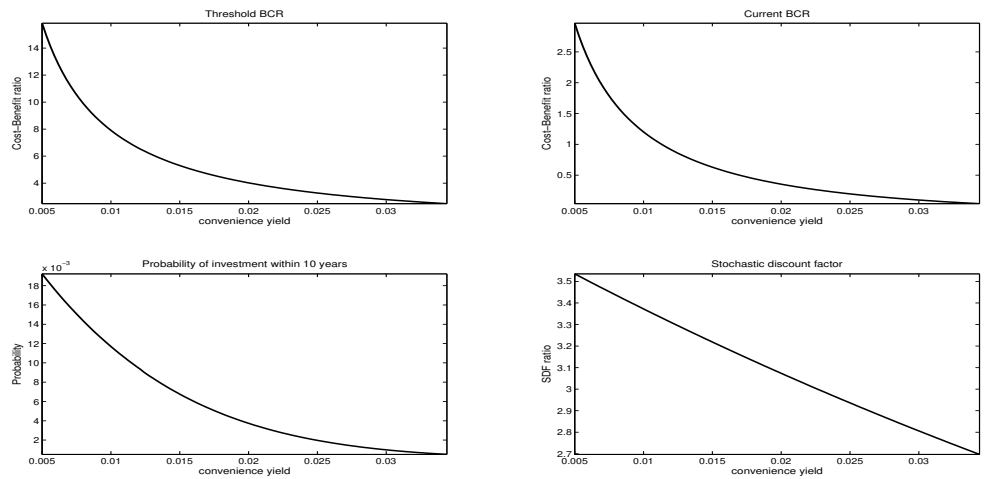 Threshold BCR
14
12
10
8
6
4
Cost–Benefit ratio
0.005 0.01 0.015 0.02 0.025 0.03
convenience yield
Current BCR
2.5
2
1.5
1
0.5
Cost–Benefit ratio
0.005 0.01 0.015 0.02 0.025 0.03
convenience yield
x 10⁻³
Probability of investment within 10 years
18
16
14
12
10
8
6
4
2
Probability
0.005 0.01 0.015 0.02 0.025 0.03
convenience yield
Stochastic discount factor
3.5
3.4
3.3
3.2
3.1
3
2.9
2.8
2.7
SDF ratio
0.005 0.01 0.015 0.02 0.025 0.03
convenience yield